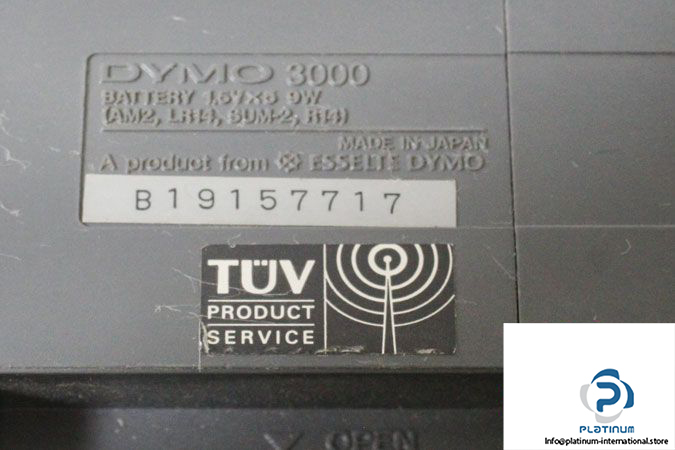 DYMO 3000
BATTERY 1.5V×6 9W
(AM2, LR14, SUM-2, R14)
MADE IN JAPAN
A product from ESSELTE DYMO
B19157717
TÜV
PRODUCT
SERVICE
OPEN
PLATINUM
Info@platinum-international.store